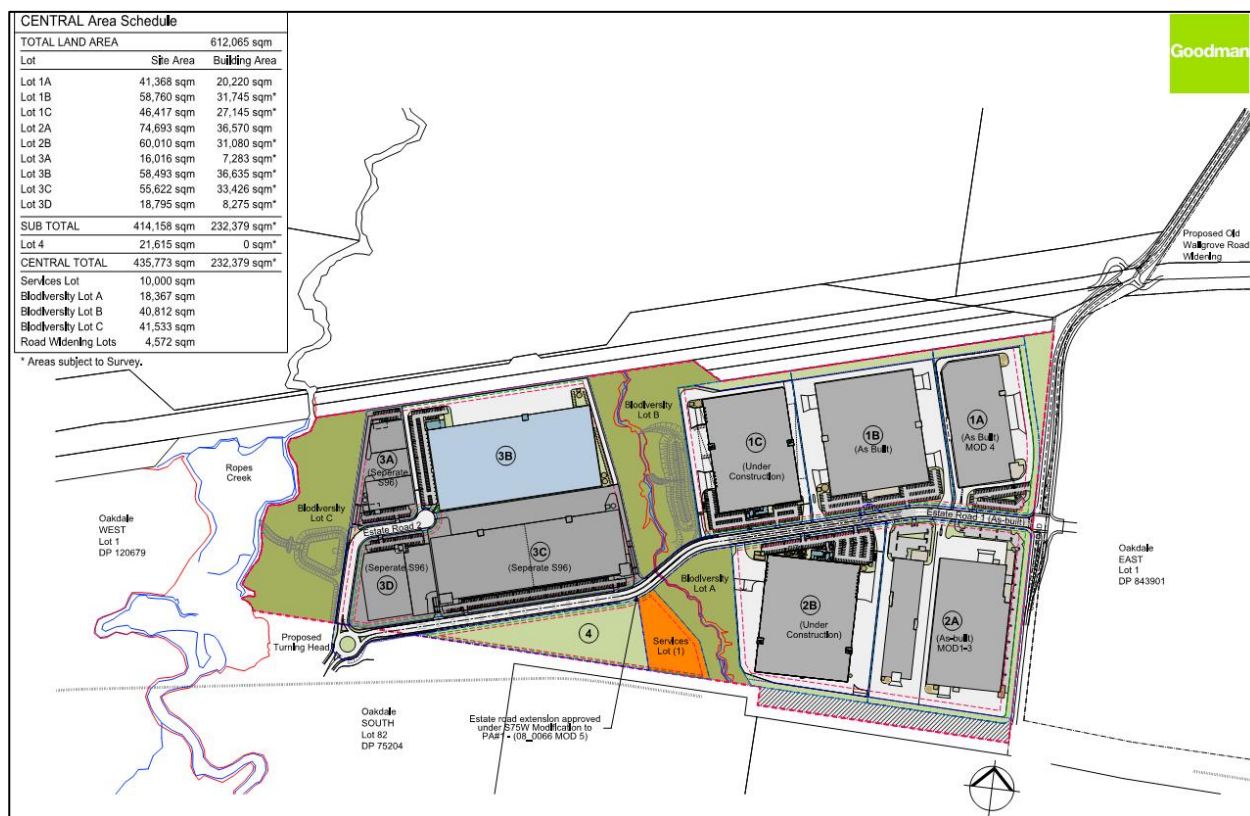 CENTRAL Area Schedule
TOTAL LAND AREA 612,065 sqm
Lot Site Area Building Area
Lot 1A 41,368 sqm 20,220 sqm
Lot 1B 58,760 sqm 31,745 sqm*
Lot 1C 46,417 sqm 27,145 sqm*
Lot 2A 74,693 sqm 36,570 sqm
Lot 2B 60,010 sqm 31,080 sqm*
Lot 3A 16,016 sqm 7,283 sqm*
Lot 3B 58,493 sqm 36,635 sqm*
Lot 3C 55,622 sqm 33,426 sqm*
Lot 3D 18,795 sqm 8,275 sqm*
SUB TOTAL 414,158 sqm 232,379 sqm*
Lot 4 21,615 sqm 0 sqm*
CENTRAL TOTAL 435,773 sqm 232,379 sqm*
Services Lot 10,000 sqm
Biodiversity Lot A 18,367 sqm
Biodiversity Lot B 40,812 sqm
Biodiversity Lot C 41,533 sqm
Road Widening Lots 4,572 sqm
* Areas subject to Survey.
Goodman
Proposed Old
Wallgrove Road
Widening
Biodiversity
Lot B
1A
(As Built)
MOD 4
1B
(As Built)
1C
(Under
Construction)
3A
(Seperate
S96)
3B
Ropes
Creek
Biodiversity
Lot C
Oakdale
WEST
Lot 1
DP 120679
Estate Road 2
Estate Road 1 (As-built)
3C
(Seperate S96)
(Seperate S96)
3D
Oakdale
EAST
Lot 1
DP 843901
Biodiversity
Lot A
2B
(Under
Construction)
2A
(As-built)
MOD1-3
Proposed
Turning Head
4
Services
Lot (1)
Oakdale
SOUTH
Lot 82
DP 75204
Estate road extension approved
under S75W Modification to
(08_0066 MOD 5)